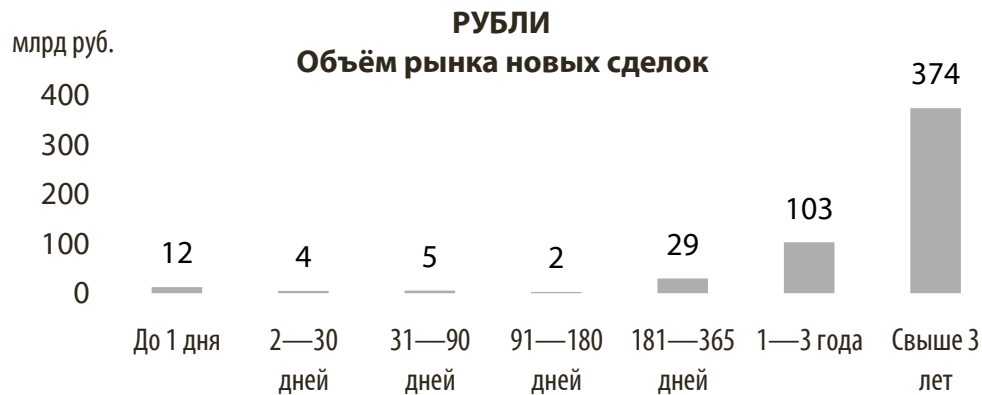 РУБЛИ
млрд руб.
Объём рынка новых сделок
374
400
300
200
103
100
12
4
5
2
29
0
До 1 дня
2—30
дней
31—90
дней
91—180
дней
181—365
дней
1—3 года
Свыше 3
лет